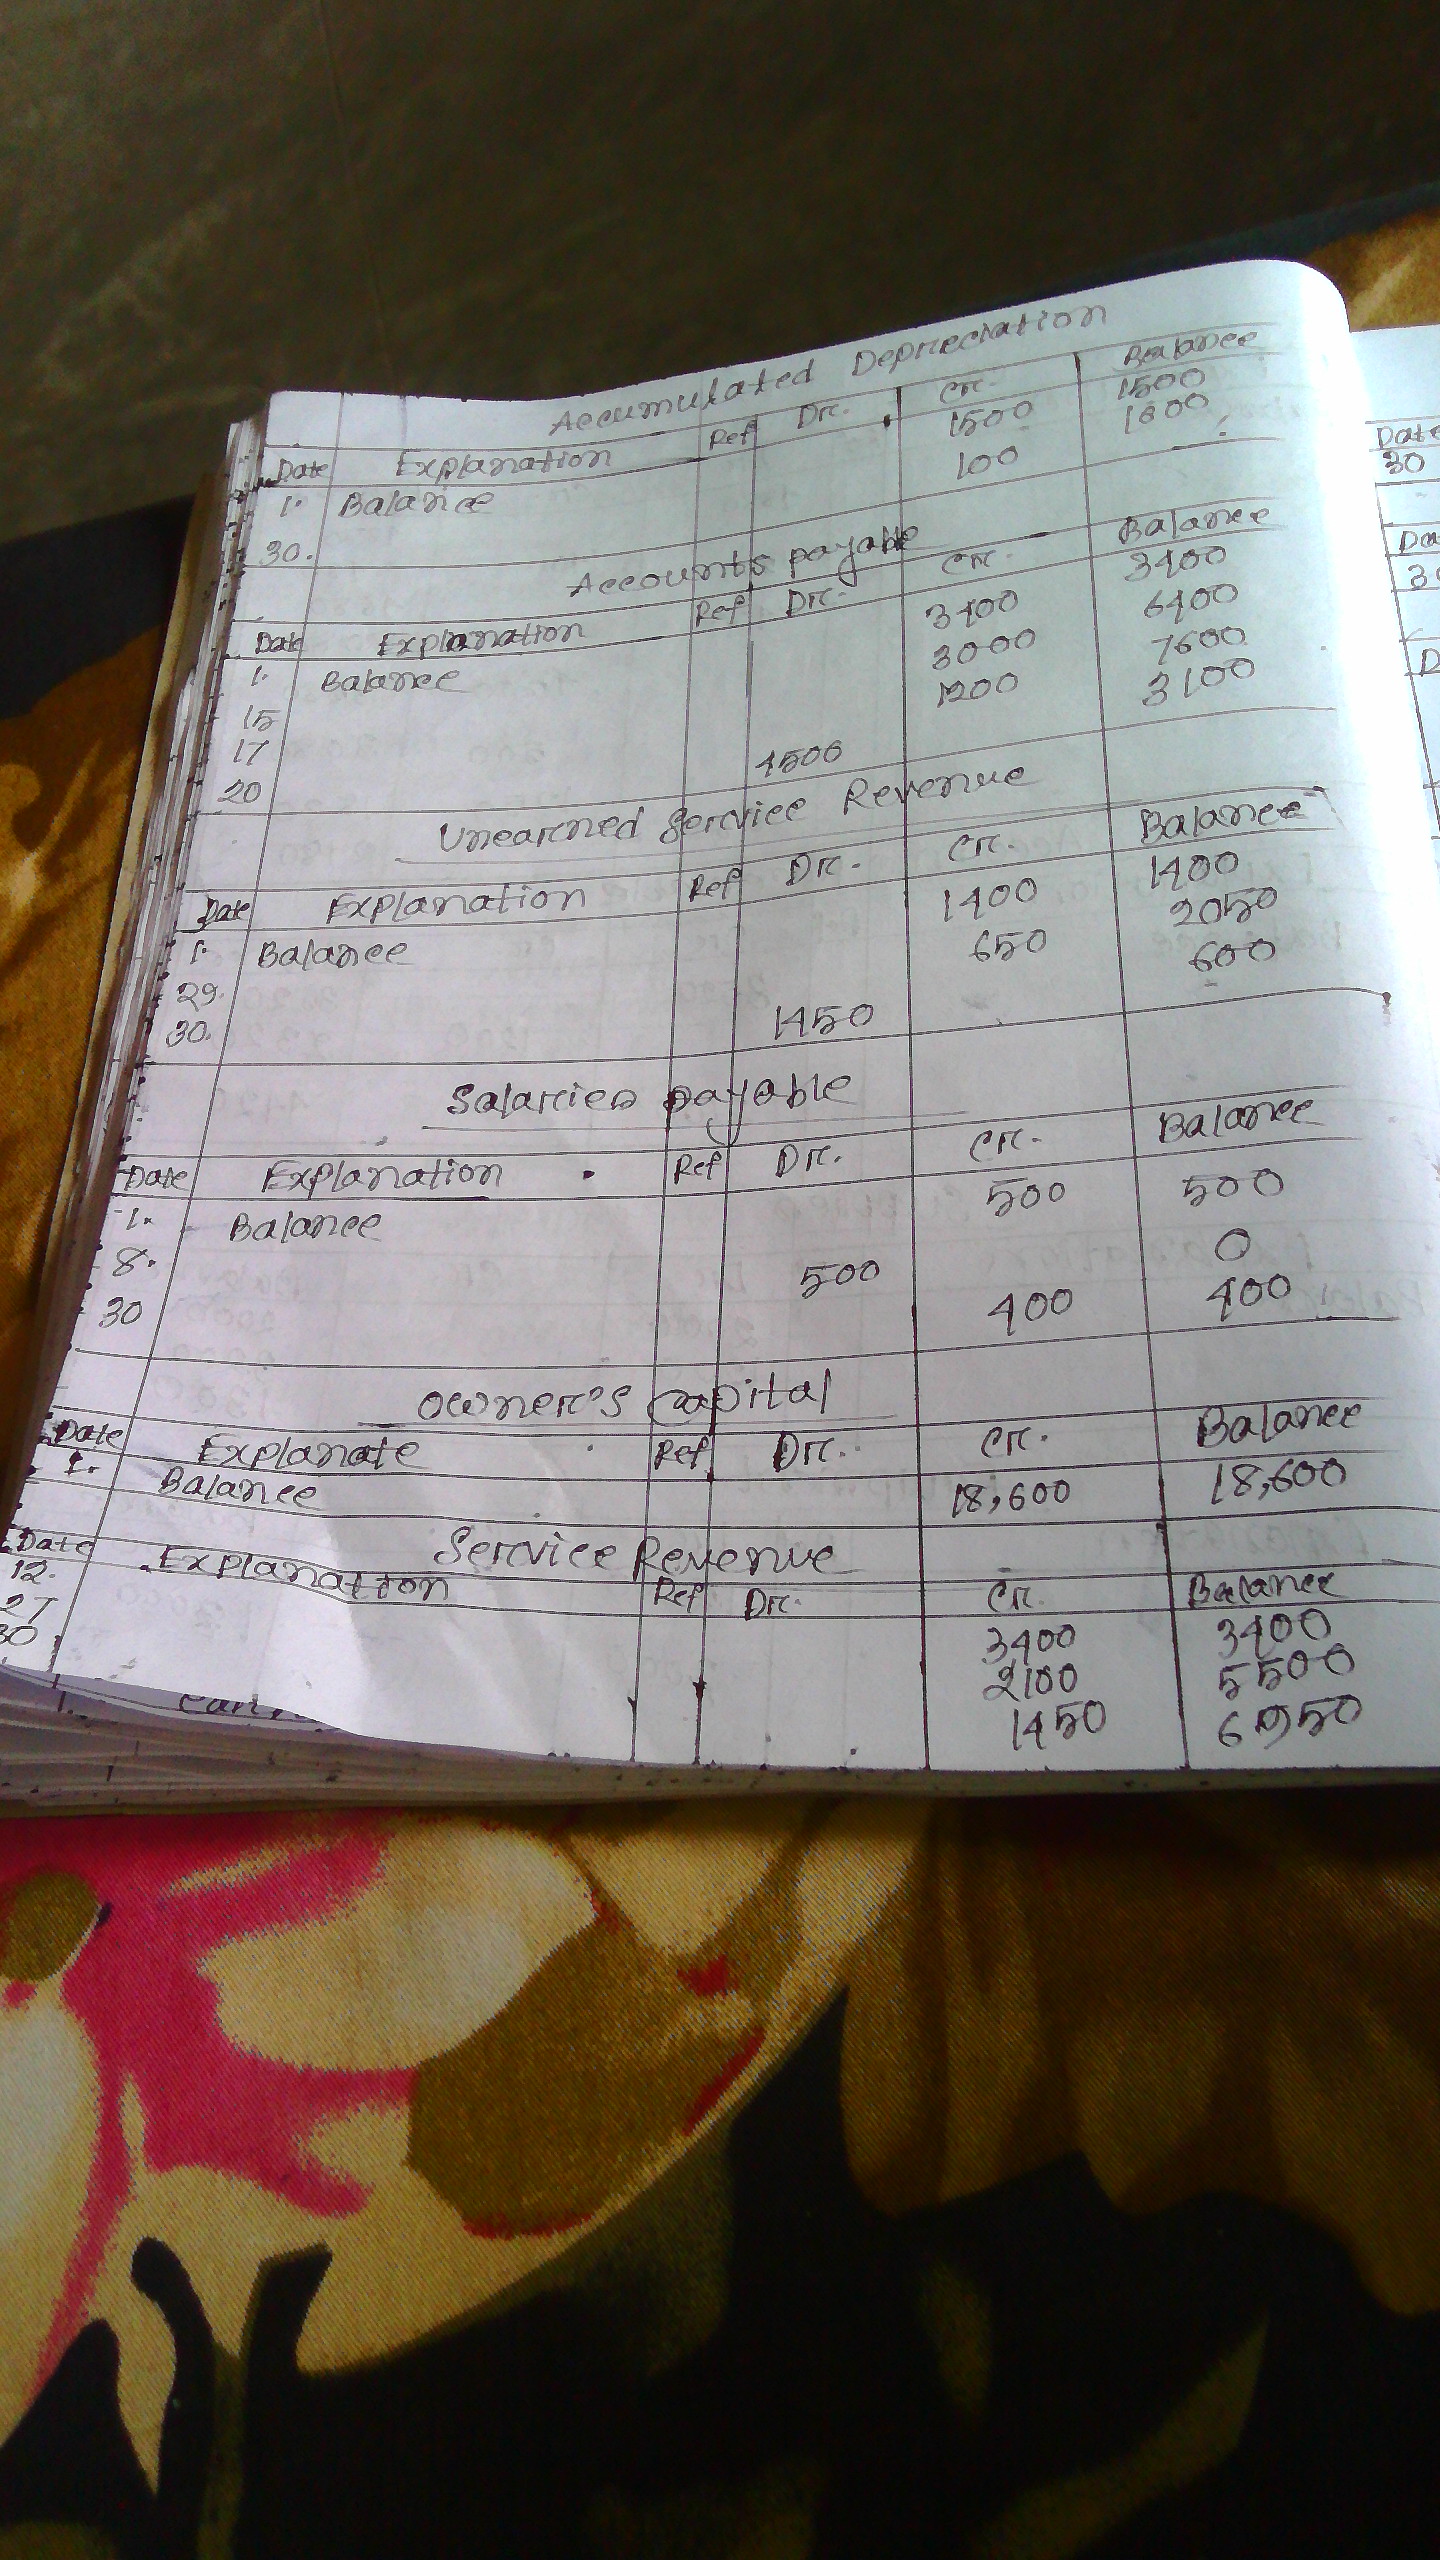 Accumulated Depreciation
Date Explanation Ref Dr. Cr. Balance
1. Balance 1500 1500
30. 100 1600
Accounts payable
Date Explanation Ref Dr. Cr. Balance
1. Balance 3400 3400
15 3000 6400
17 1200 7600
20 4500 3100
Unearned Service Revenue
Date Explanation Ref Dr. Cr. Balance
1. Balance 1400 1400
29. 650 2050
30. 1450 600
Salaries payable
Date Explanation Ref Dr. Cr. Balance
1. Balance 500 500
8. 500 0
30 400 400
Owner's Capital
Date Explanate Ref Dr. Cr. Balance
1. Balance 18,600 18,600
Service Revenue
Date Explanation Ref Dr. Cr. Balance
12. 3400 3400
27 2100 5500
30 1450 6950
Date
30